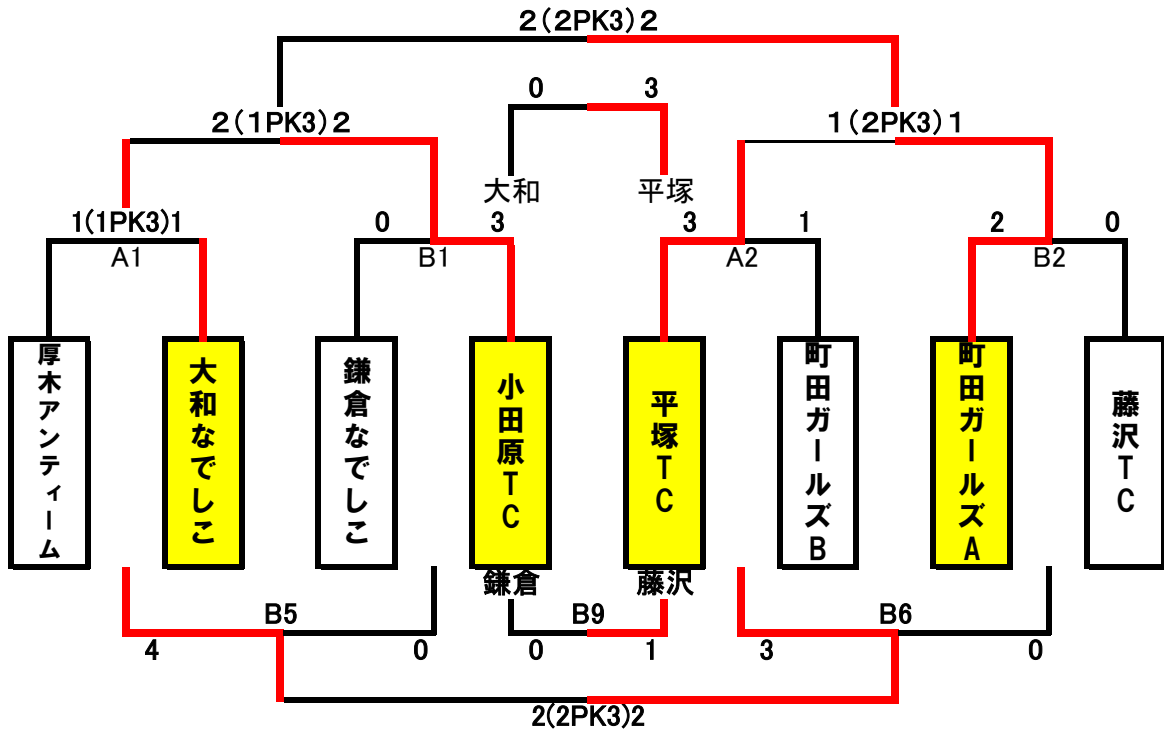 2(2PK3)2
0 3
2(1PK3)2
1(2PK3)1
大和 平塚
1(1PK3)1
0 3
3 1
2 0
A1
B1
A2
B2
厚木アンティーム
大和なでしこ
鎌倉なでしこ
小田原TC
平塚TC
町田ガールズB
町田ガールズA
藤沢TC
鎌倉 藤沢
B5
B9
B6
4 0
0 1
3 0
2(2PK3)2